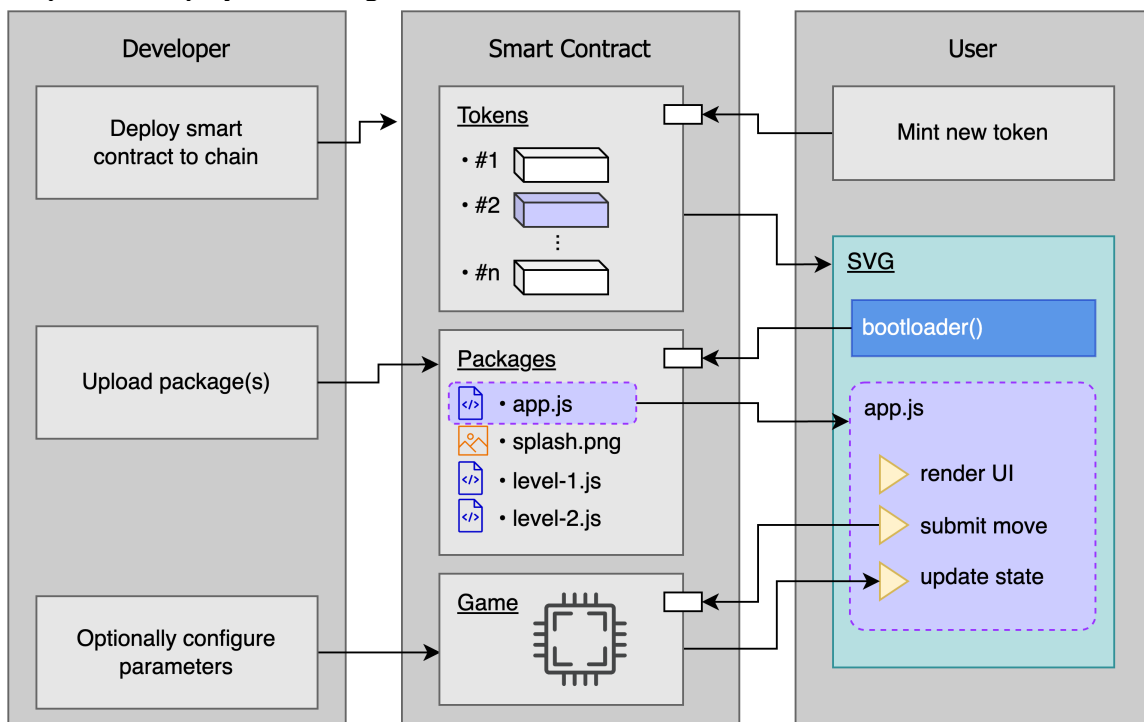 Developer
Deploy smart
contract to chain
Upload package(s)
Optionally configure
parameters
Smart Contract
Tokens
• #1
• #2
⋮
• #n
Packages
</> • app.js
• splash.png
</> • level-1.js
</> • level-2.js
Game
User
Mint new token
SVG
bootloader()
app.js
render UI
submit move
update state